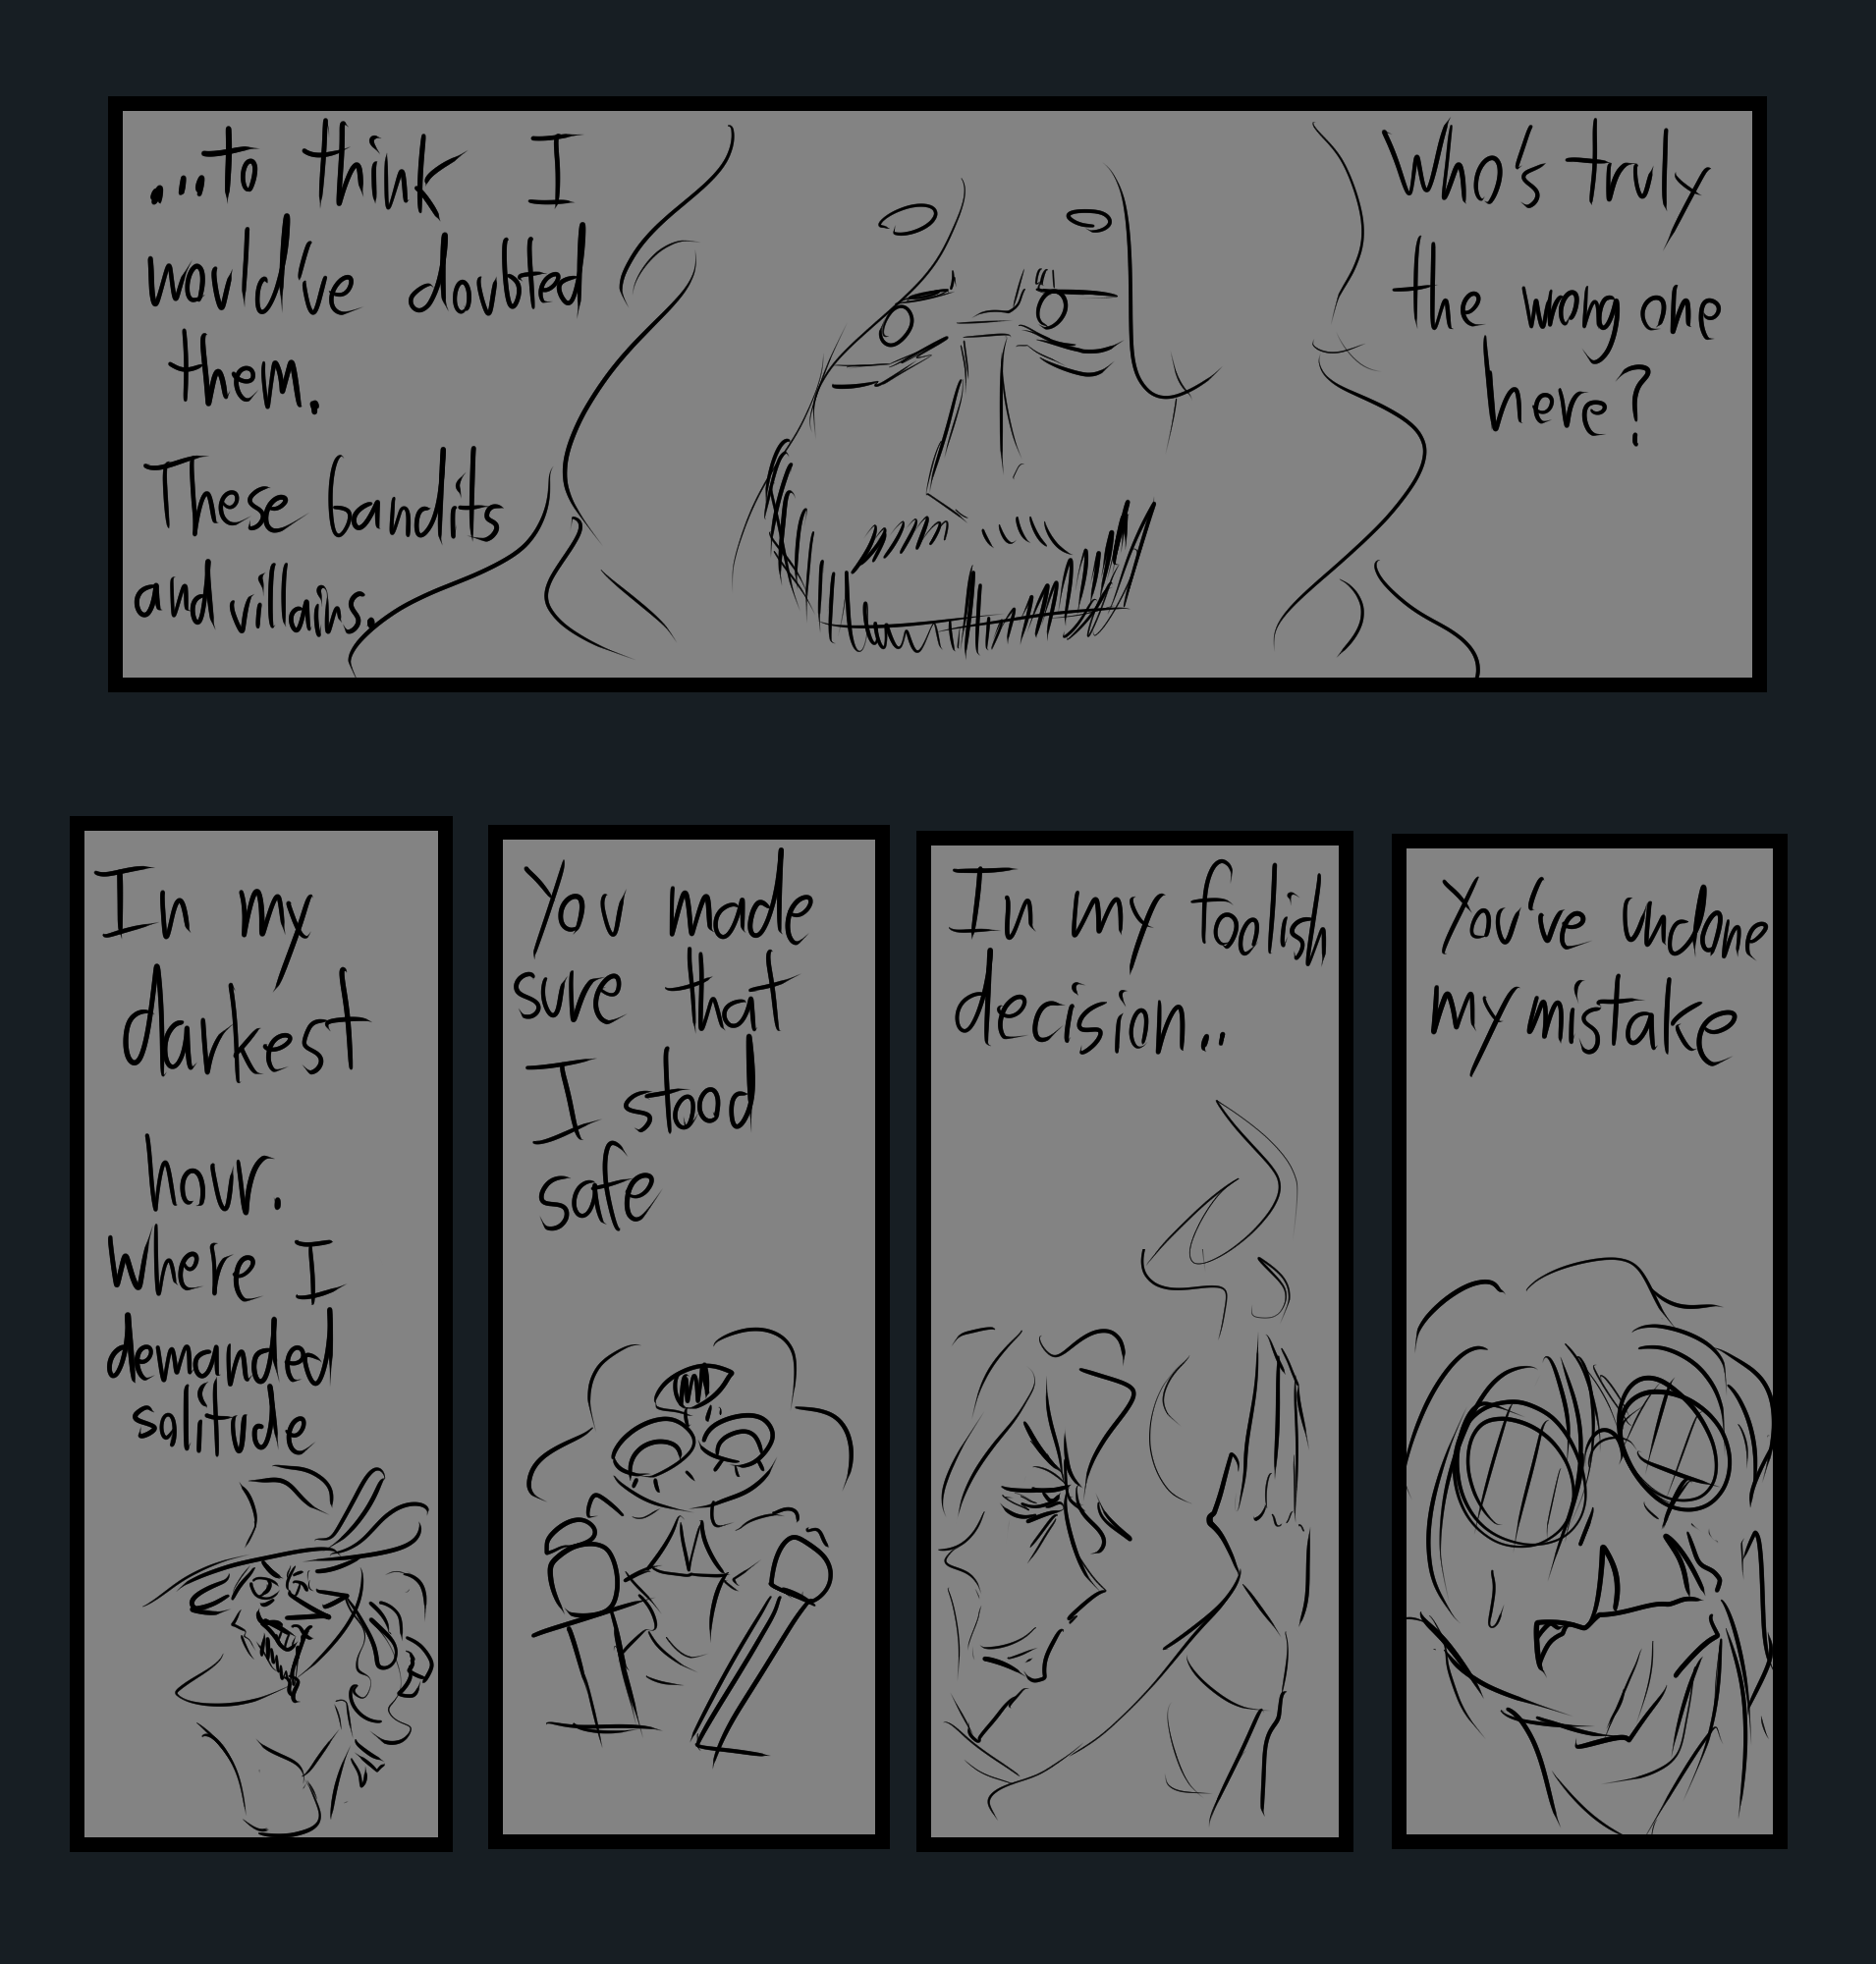 ...to think I
would've doubted
them.
These bandits
and villains.
Who's truly
the wrong one
here?
In my
darkest
hour.
Where I
demanded
solitude
You made
sure that
I stood
safe
In my foolish
decision..
You've undone
my mistake